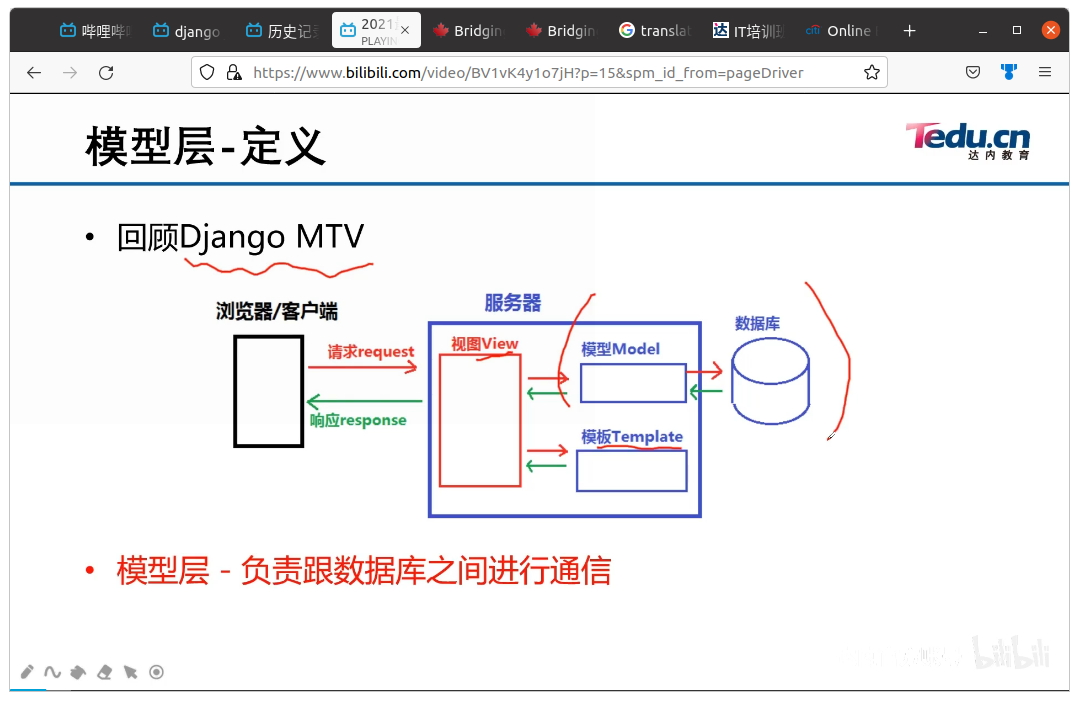 哔哩哔哩
django
历史记录
2021
PLAYING
Bridgin
Bridgin
translat
IT培训班
citi Online
https://www.bilibili.com/video/BV1vK4y1o7jH?p=15&spm_id_from=pageDriver
模型层-定义
Tedu.cn
达内教育
回顾Django MTV
浏览器/客户端
服务器
数据库
请求request
视图View
模型Model
响应response
模板Template
模型层 - 负责跟数据库之间进行通信
bilibili